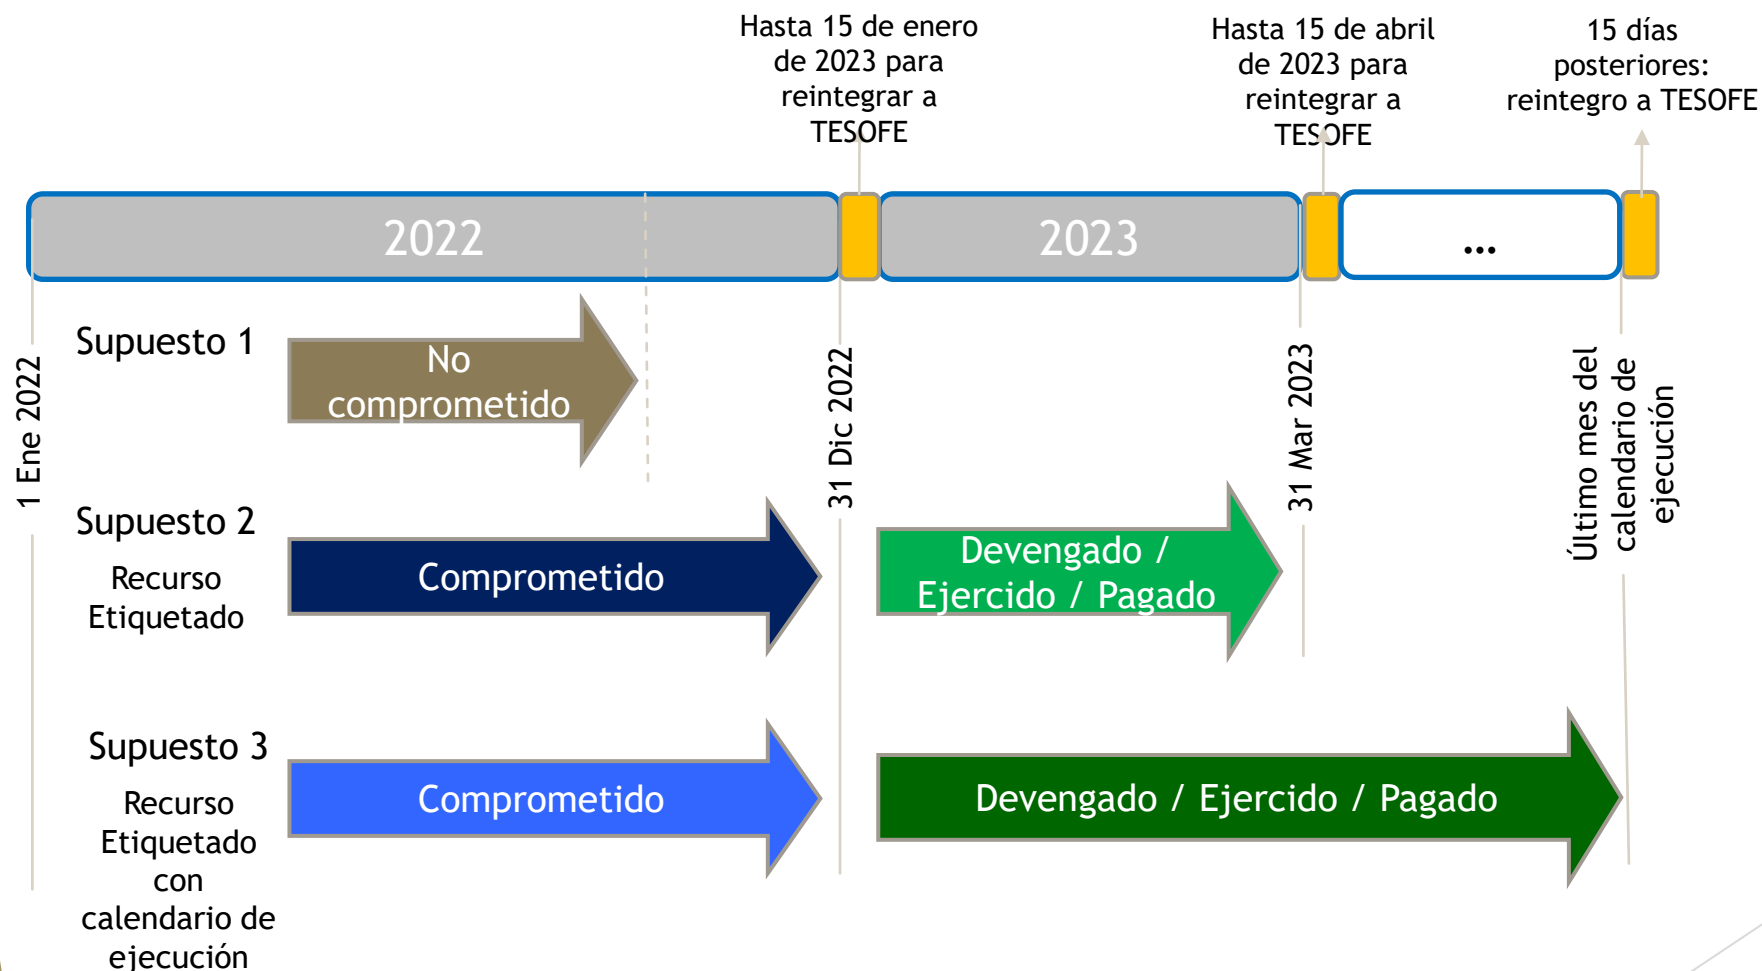 Hasta 15 de enero
de 2023 para
reintegrar a
TESOFE
Hasta 15 de abril
de 2023 para
reintegrar a
TESOFE
15 días
posteriores:
reintegro a TESOFE
2022
2023
...
1 Ene 2022
31 Dic 2022
31 Mar 2023
Último mes del
calendario de
ejecución
Supuesto 1
No
comprometido
Supuesto 2
Recurso
Etiquetado
Comprometido
Devengado /
Ejercido / Pagado
Supuesto 3
Recurso
Etiquetado
con
calendario de
ejecución
Comprometido
Devengado / Ejercido / Pagado